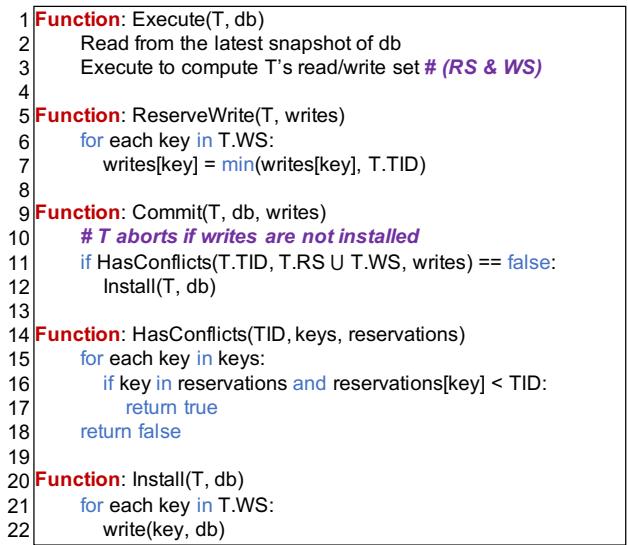 1 Function: Execute(T, db)
2 Read from the latest snapshot of db
3 Execute to compute T's read/write set # (RS & WS)
4
5 Function: ReserveWrite(T, writes)
6 for each key in T.WS:
7 writes[key] = min(writes[key], T.TID)
8
9 Function: Commit(T, db, writes)
10 # T aborts if writes are not installed
11 if HasConflicts(T.TID, T.RS ∪ T.WS, writes) == false:
12 Install(T, db)
13
14 Function: HasConflicts(TID, keys, reservations)
15 for each key in keys:
16 if key in reservations and reservations[key] < TID:
17 return true
18 return false
19
20 Function: Install(T, db)
21 for each key in T.WS:
22 write(key, db)